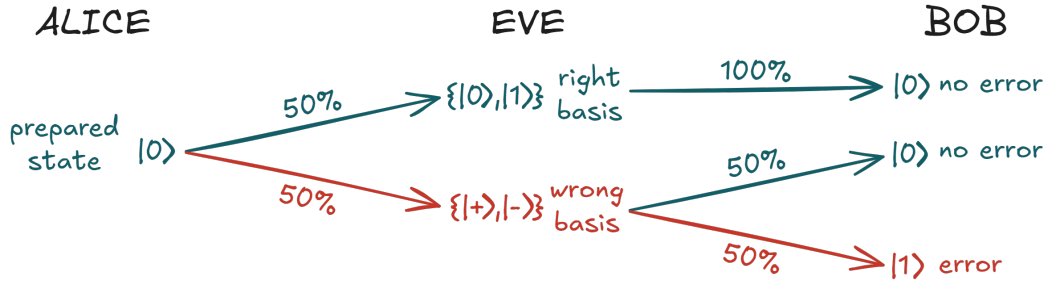 ALICE
EVE
BOB
prepared
state
|0⟩
50%
50%
{|0⟩,|1⟩}
right
basis
{|+⟩,|-⟩}
wrong
basis
100%
50%
50%
|0⟩ no error
|0⟩ no error
|1⟩ error